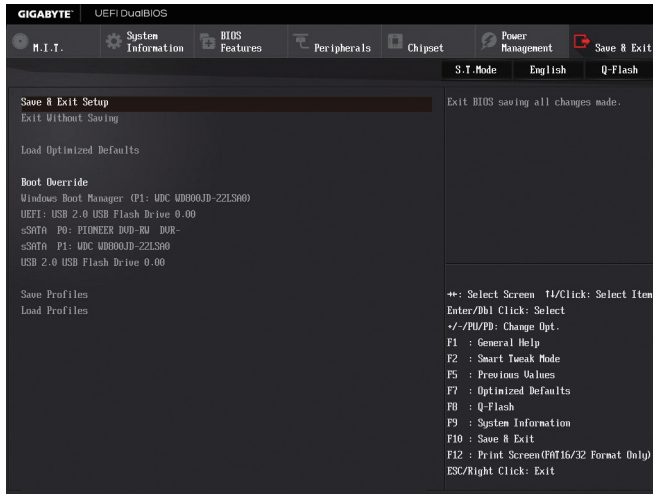 GIGABYTE™ UEFI DualBIOS
M.I.T. System Information BIOS Features Peripherals Chipset Power Management Save & Exit
S.T.Mode English Q-Flash
Save & Exit Setup
Exit Without Saving
Load Optimized Defaults
Boot Override
Windows Boot Manager (P1: WDC WD800JD-22LSA0)
UEFI: USB 2.0 USB Flash Drive 0.00
sSATA P0: PIONEER DVD-RW DVR-
sSATA P1: WDC WD800JD-22LSA0
USB 2.0 USB Flash Drive 0.00
Save Profiles
Load Profiles
Exit BIOS saving all changes made.
→←: Select Screen ↑↓/Click: Select Item
Enter/Dbl Click: Select
+/-/PU/PD: Change Opt.
F1 : General Help
F2 : Smart Tweak Mode
F5 : Previous Values
F7 : Optimized Defaults
F8 : Q-Flash
F9 : System Information
F10 : Save & Exit
F12 : Print Screen(FAT16/32 Format Only)
ESC/Right Click: Exit